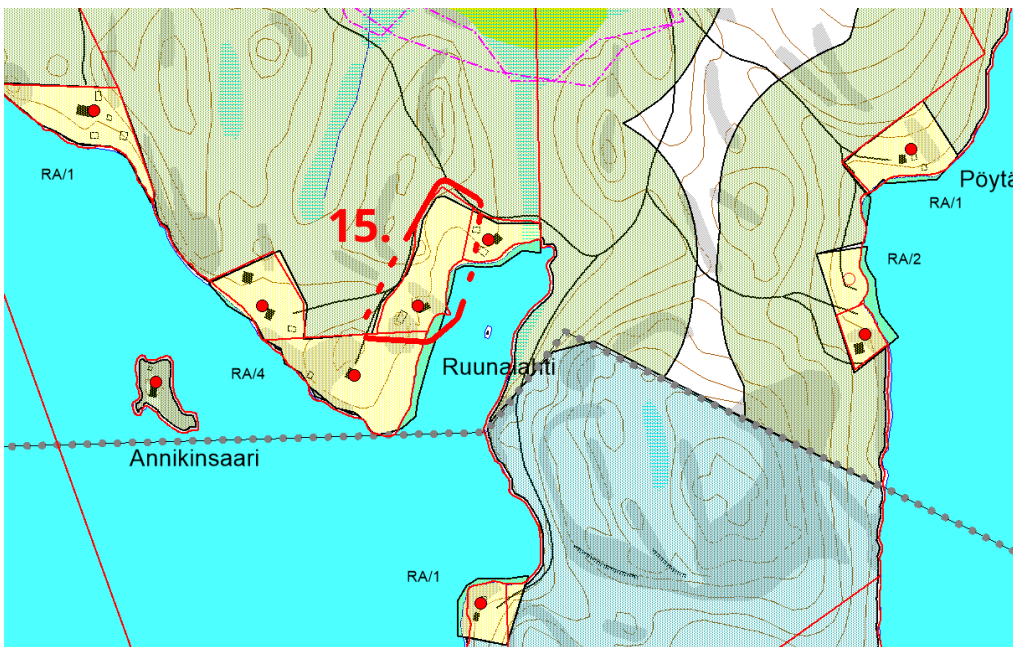 RA/1
Pöytä
RA/1
15.
RA/2
Ruunalahti
RA/4
Annikinsaari
RA/1